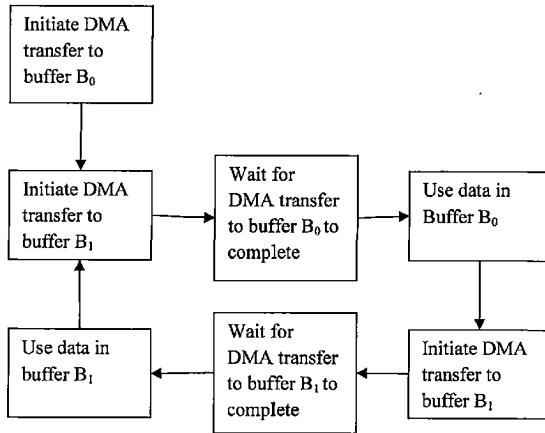 Initiate DMA
transfer to
buffer B₀
Initiate DMA
transfer to
buffer B₁
Wait for
DMA transfer
to buffer B₀ to
complete
Use data in
Buffer B₀
Use data in
buffer B₁
Wait for
DMA transfer
to buffer B₁ to
complete
Initiate DMA
transfer to
buffer B₁